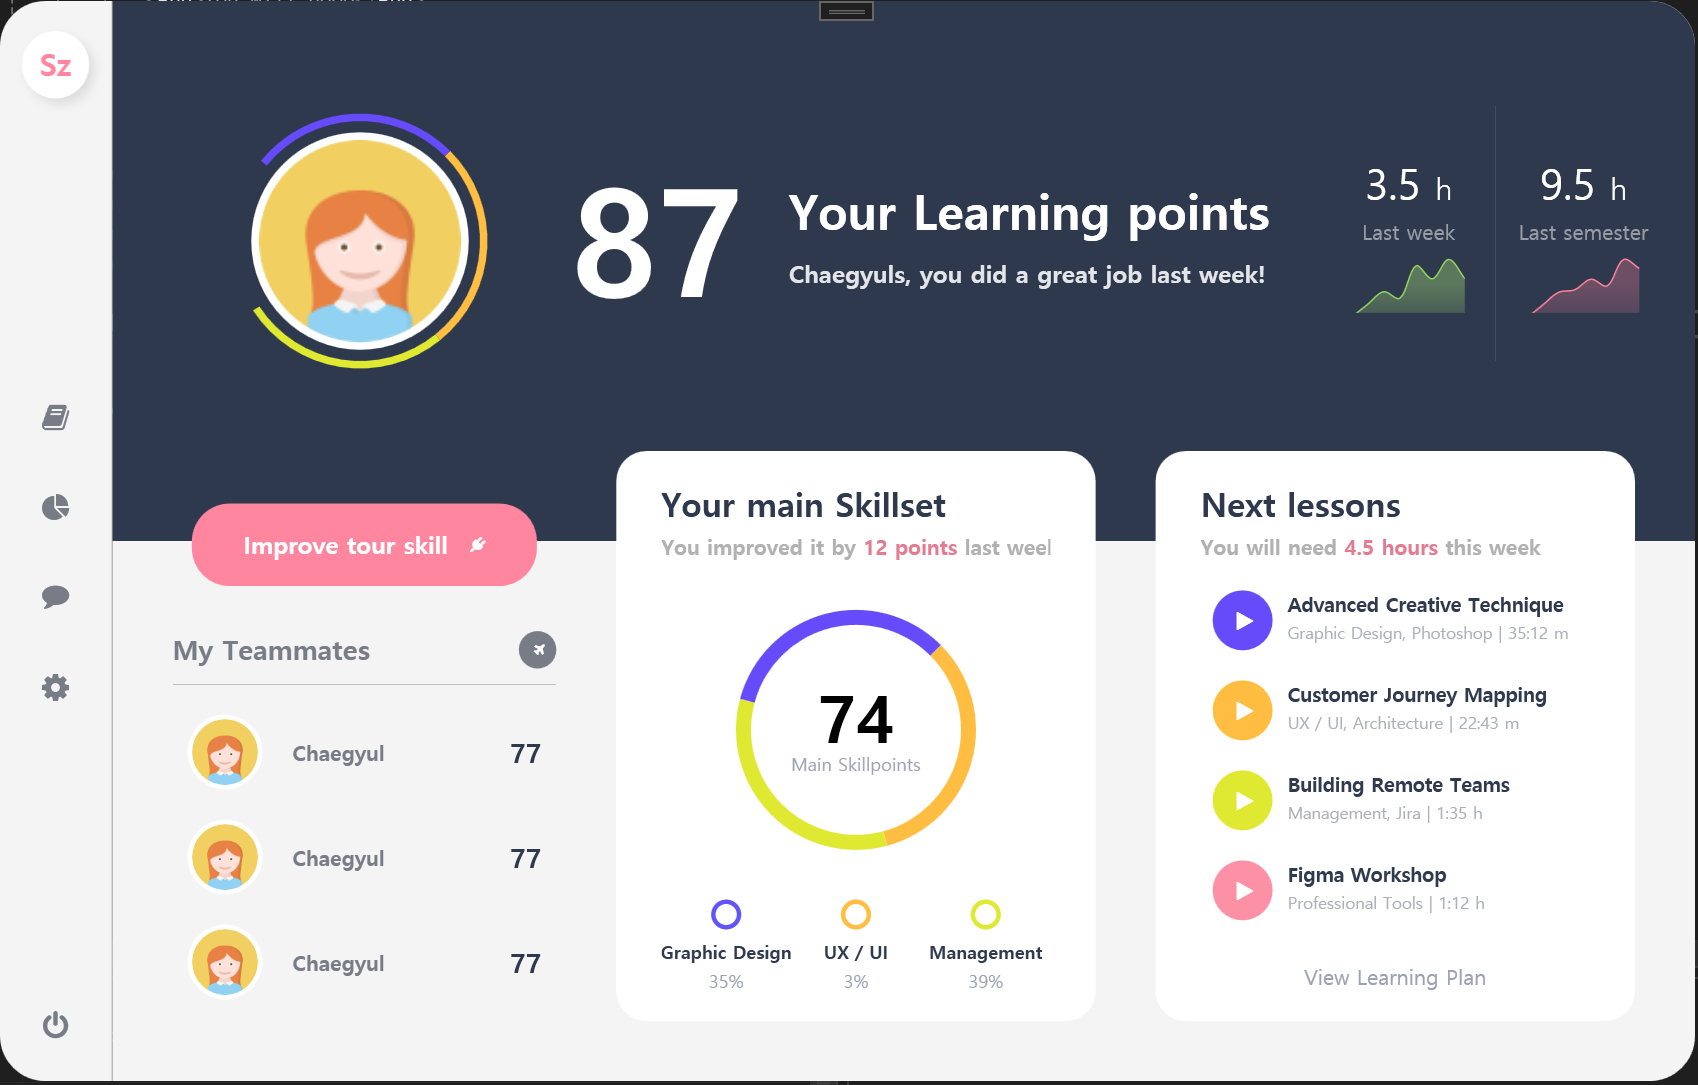 Sz
87
Your Learning points
Chaegyuls, you did a great job last week!
3.5 h
Last week
9.5 h
Last semester
Improve tour skill
My Teammates
Chaegyul 77
Chaegyul 77
Chaegyul 77
Your main Skillset
You improved it by 12 points last weel
74
Main Skillpoints
Graphic Design
35%
UX / UI
3%
Management
39%
Next lessons
You will need 4.5 hours this week
Advanced Creative Technique
Graphic Design, Photoshop | 35:12 m
Customer Journey Mapping
UX / UI, Architecture | 22:43 m
Building Remote Teams
Management, Jira | 1:35 h
Figma Workshop
Professional Tools | 1:12 h
View Learning Plan